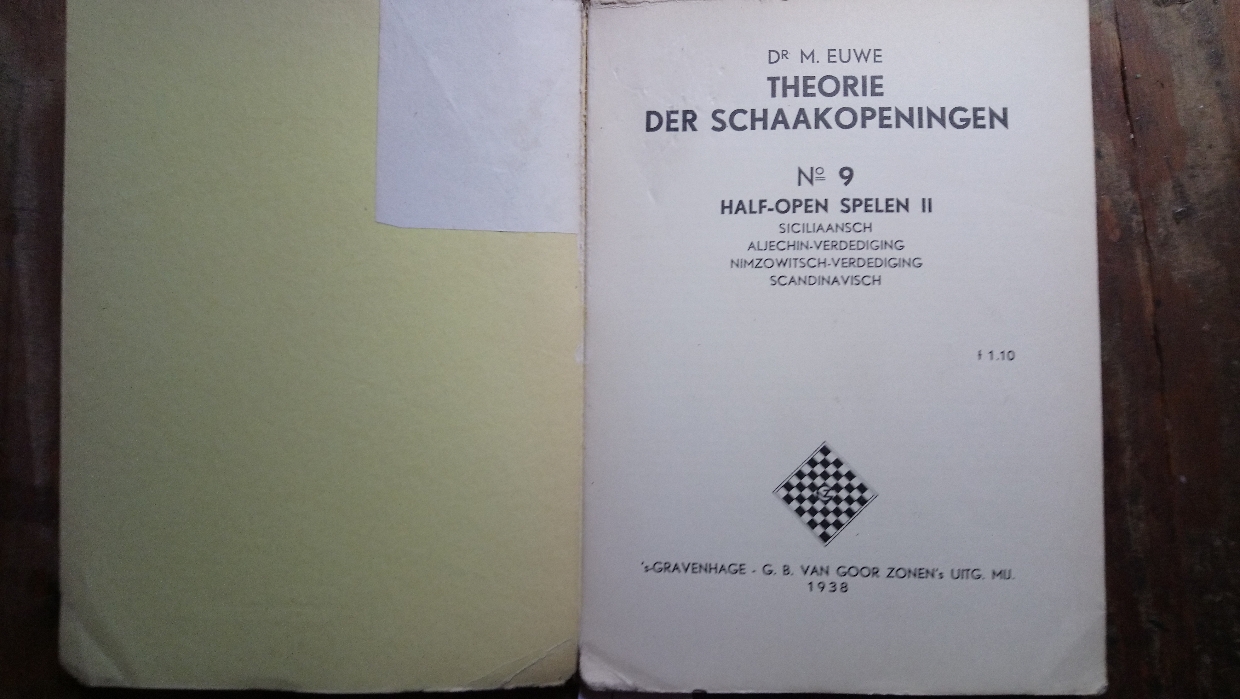 Dr M. EUWE
THEORIE
DER SCHAAKOPENINGEN
No 9
HALF-OPEN SPELEN II
SICILIAANSCH
ALJECHIN-VERDEDIGING
NIMZOWITSCH-VERDEDIGING
SCANDINAVISCH
f 1.10
's-GRAVENHAGE - G. B. VAN GOOR ZONEN's UITG. MIJ.
1938